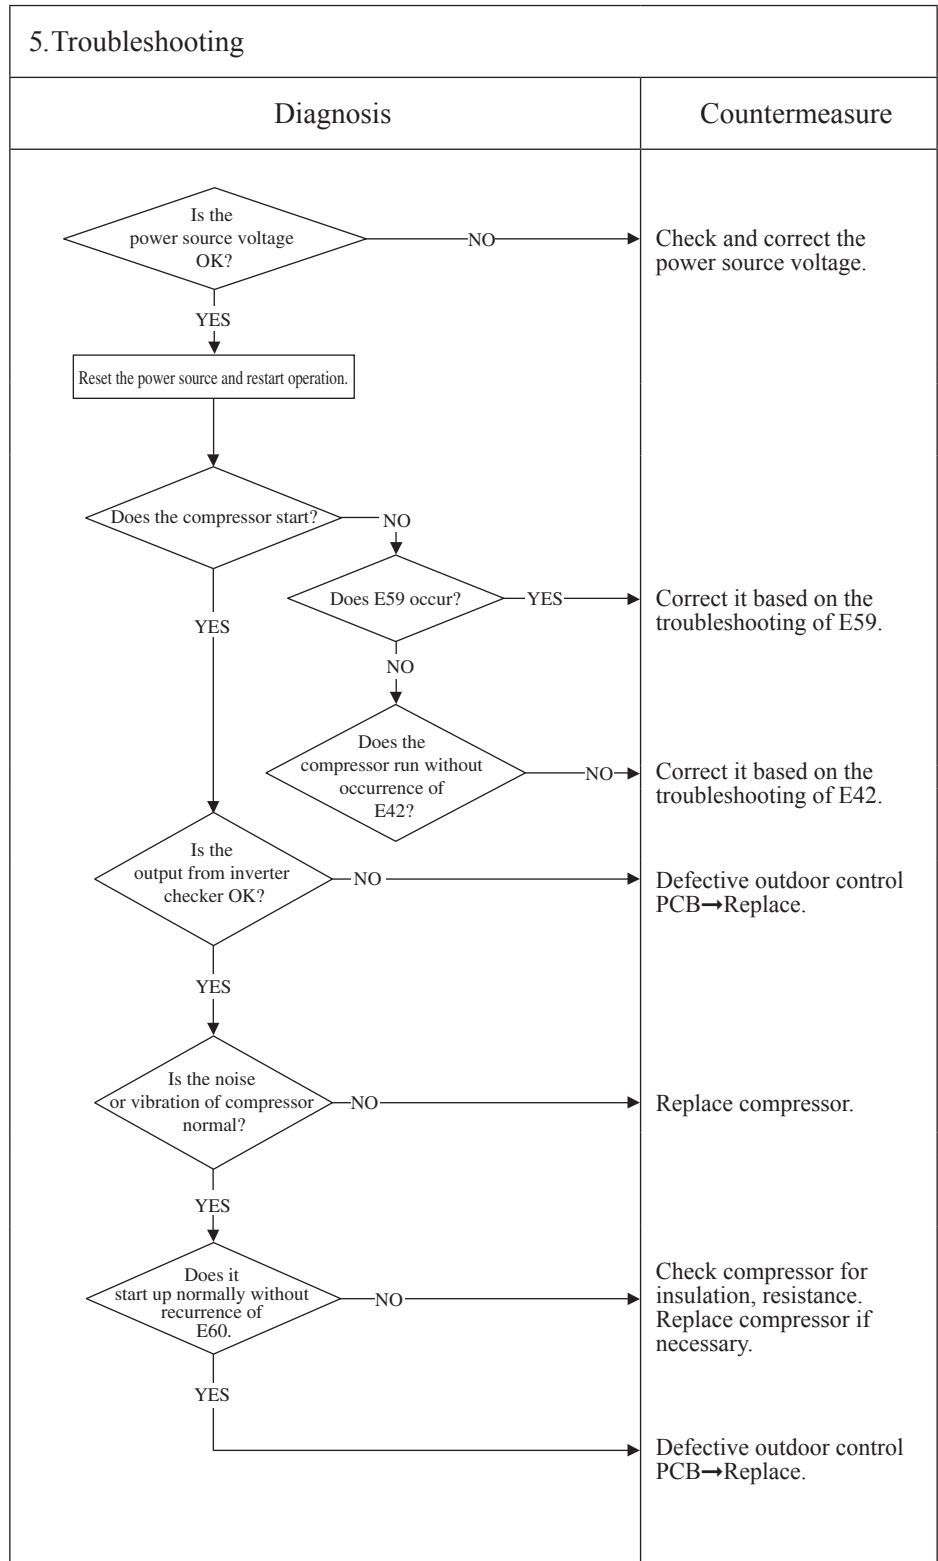 5.Troubleshooting
Diagnosis
Countermeasure
Is the
power source voltage
OK?
NO
Check and correct the
power source voltage.
YES
Reset the power source and restart operation.
Does the compressor start?
NO
Does E59 occur?
YES
Correct it based on the
troubleshooting of E59.
YES
NO
Does the
compressor run without
occurrence of
E42?
NO
Correct it based on the
troubleshooting of E42.
Is the
output from inverter
checker OK?
NO
Defective outdoor control
PCB→Replace.
YES
Is the noise
or vibration of compressor
normal?
NO
Replace compressor.
YES
Does it
start up normally without
recurrence of
E60.
NO
Check compressor for
insulation, resistance.
Replace compressor if
necessary.
YES
Defective outdoor control
PCB→Replace.